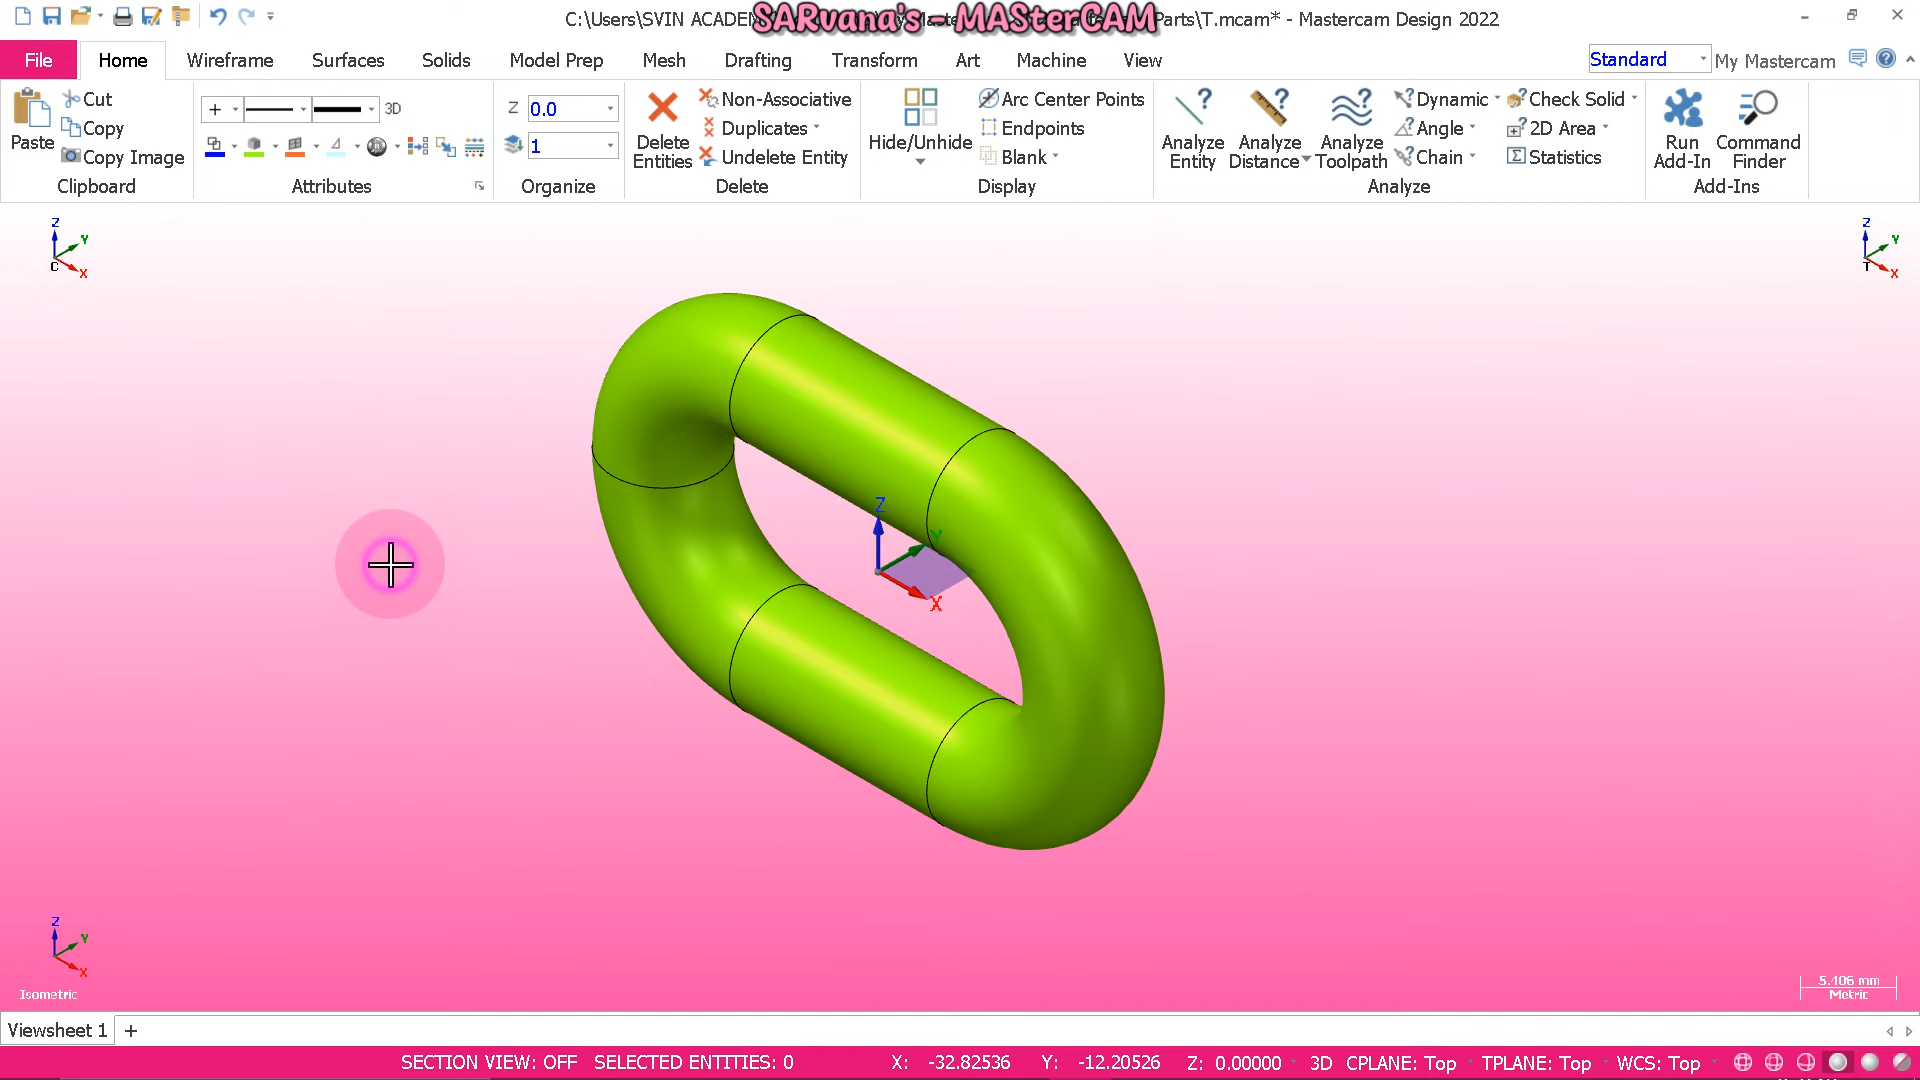 C:\Users\SVIN ACADEM Parts\T.mcam* - Mastercam Design 2022
SARvana's - MASterCAM
File Home Wireframe Surfaces Solids Model Prep Mesh Drafting Transform Art Machine View Standard My Mastercam
Paste
Cut
Copy
Copy Image
Clipboard
3D
Attributes
Z 0.0
1
Organize
Delete Entities
Non-Associative
Duplicates
Undelete Entity
Delete
Hide/Unhide
Arc Center Points
Endpoints
Blank
Display
Analyze Entity
Analyze Distance
Analyze Toolpath
Dynamic
Angle
Chain
Check Solid
2D Area
Statistics
Analyze
Run Add-In
Command Finder
Add-Ins
Z Y X C
Z Y X T
Z Y X
Z Y X
Isometric
5.406 mm
Metric
Viewsheet 1 +
SECTION VIEW: OFF SELECTED ENTITIES: 0 X: -32.82536 Y: -12.20526 Z: 0.00000 3D CPLANE: Top TPLANE: Top WCS: Top